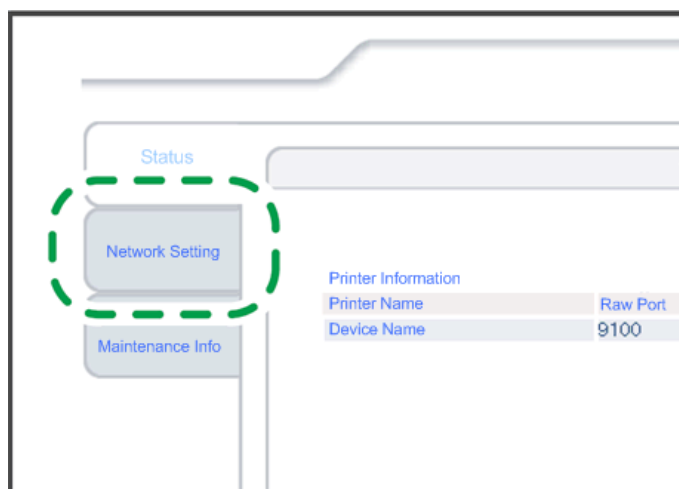 Status
Network Setting
Maintenance Info
Printer Information
Printer Name Raw Port
Device Name 9100